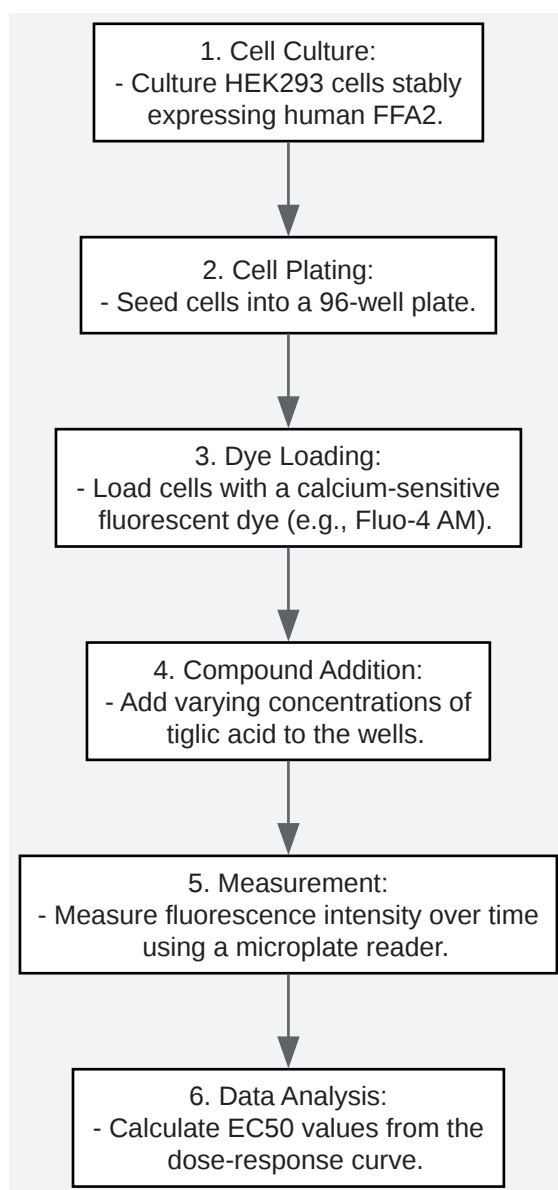 1. Cell Culture:
- Culture HEK293 cells stably
expressing human FFA2.
2. Cell Plating:
- Seed cells into a 96-well plate.
3. Dye Loading:
- Load cells with a calcium-sensitive
fluorescent dye (e.g., Fluo-4 AM).
4. Compound Addition:
- Add varying concentrations of
tiglic acid to the wells.
5. Measurement:
- Measure fluorescence intensity over time
using a microplate reader.
6. Data Analysis:
- Calculate EC50 values from the
dose-response curve.